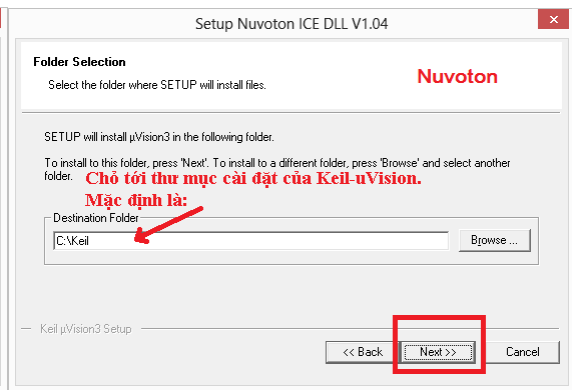 Setup Nuvoton ICE DLL V1.04
Folder Selection
Select the folder where SETUP will install files.
Nuvoton
SETUP will install µVision3 in the following folder.
To install to this folder, press 'Next'. To install to a different folder, press 'Browse' and select another
folder.
Chỏ tới thư mục cài đặt của Keil-uVision.
Mặc định là:
Destination Folder
C:\Keil
Browse ...
Keil µVision3 Setup
<< Back
Next >>
Cancel